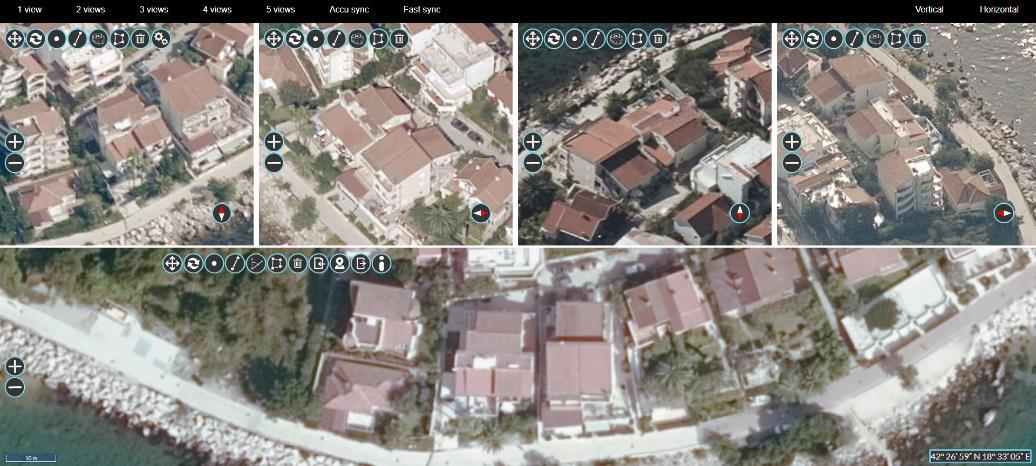 1 view 2 views 3 views 4 views 5 views Accu sync Fast sync Vertical Horizontal
10 m
42° 26' 59" N 18° 33' 05" E